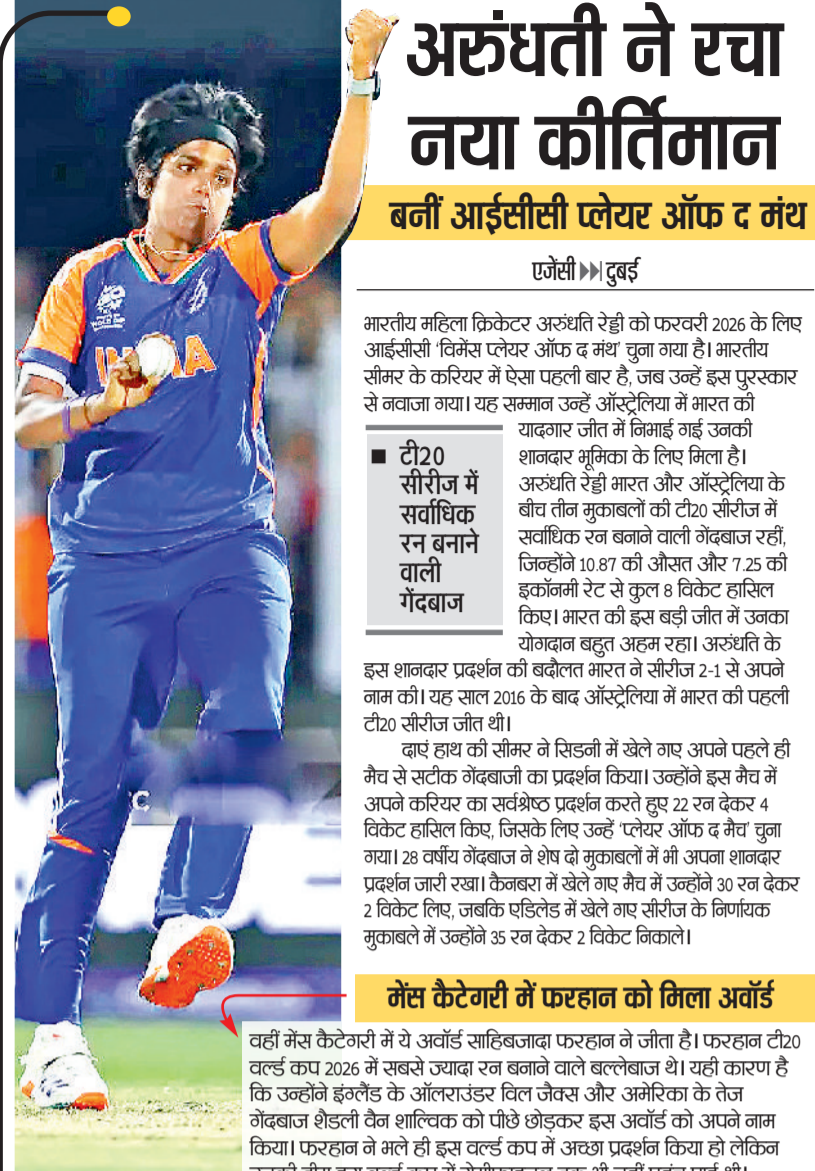 अरुंधती ने रचा
नया कीर्तिमान
बनीं आईसीसी प्लेयर ऑफ द मंथ
एजेंसी ▶▶| दुबई
भारतीय महिला क्रिकेटर अरुंधति रेड्डी को फरवरी 2026 के लिए
आईसीसी ‘विमेंस प्लेयर ऑफ द मंथ’ चुना गया है। भारतीय
सीमर के करियर में ऐसा पहली बार है, जब उन्हें इस पुरस्कार
से नवाजा गया। यह सम्मान उन्हें ऑस्ट्रेलिया में भारत की
यादगार जीत में निभाई गई उनकी
शानदार भूमिका के लिए मिला है।
अरुंधति रेड्डी भारत और ऑस्ट्रेलिया के
बीच तीन मुकाबलों की टी20 सीरीज में
सर्वाधिक रन बनाने वाली गेंदबाज रहीं,
जिन्होंने 10.87 की औसत और 7.25 की
इकॉनमी रेट से कुल 8 विकेट हासिल
किए। भारत की इस बड़ी जीत में उनका
योगदान बहुत अहम रहा। अरुंधति के
■ टी20
सीरीज में
सर्वाधिक
रन बनाने
वाली
गेंदबाज
इस शानदार प्रदर्शन की बदौलत भारत ने सीरीज 2-1 से अपने
नाम की। यह साल 2016 के बाद ऑस्ट्रेलिया में भारत की पहली
टी20 सीरीज जीत थी।
दाएं हाथ की सीमर ने सिडनी में खेले गए अपने पहले ही
मैच से सटीक गेंदबाजी का प्रदर्शन किया। उन्होंने इस मैच में
अपने करियर का सर्वश्रेष्ठ प्रदर्शन करते हुए 22 रन देकर 4
विकेट हासिल किए, जिसके लिए उन्हें ‘प्लेयर ऑफ द मैच’ चुना
गया। 28 वर्षीय गेंदबाज ने शेष दो मुकाबलों में भी अपना शानदार
प्रदर्शन जारी रखा। कैनबरा में खेले गए मैच में उन्होंने 30 रन देकर
2 विकेट लिए, जबकि एडिलेड में खेले गए सीरीज के निर्णायक
मुकाबले में उन्होंने 35 रन देकर 2 विकेट निकाले।
मेंस कैटेगरी में फरहान को मिला अवॉर्ड
वहीं मेंस कैटेगरी में ये अवॉर्ड साहिबजादा फरहान ने जीता है। फरहान टी20
वर्ल्ड कप 2026 में सबसे ज्यादा रन बनाने वाले बल्लेबाज थे। यही कारण है
कि उन्होंने इंग्लैंड के ऑलराउंडर विल जैक्स और अमेरिका के तेज
गेंदबाज शैडली वैन शाल्विक को पीछे छोड़कर इस अवॉर्ड को अपने नाम
किया। फरहान ने भले ही इस वर्ल्ड कप में अच्छा प्रदर्शन किया हो लेकिन
INDIA
WORLD CUP